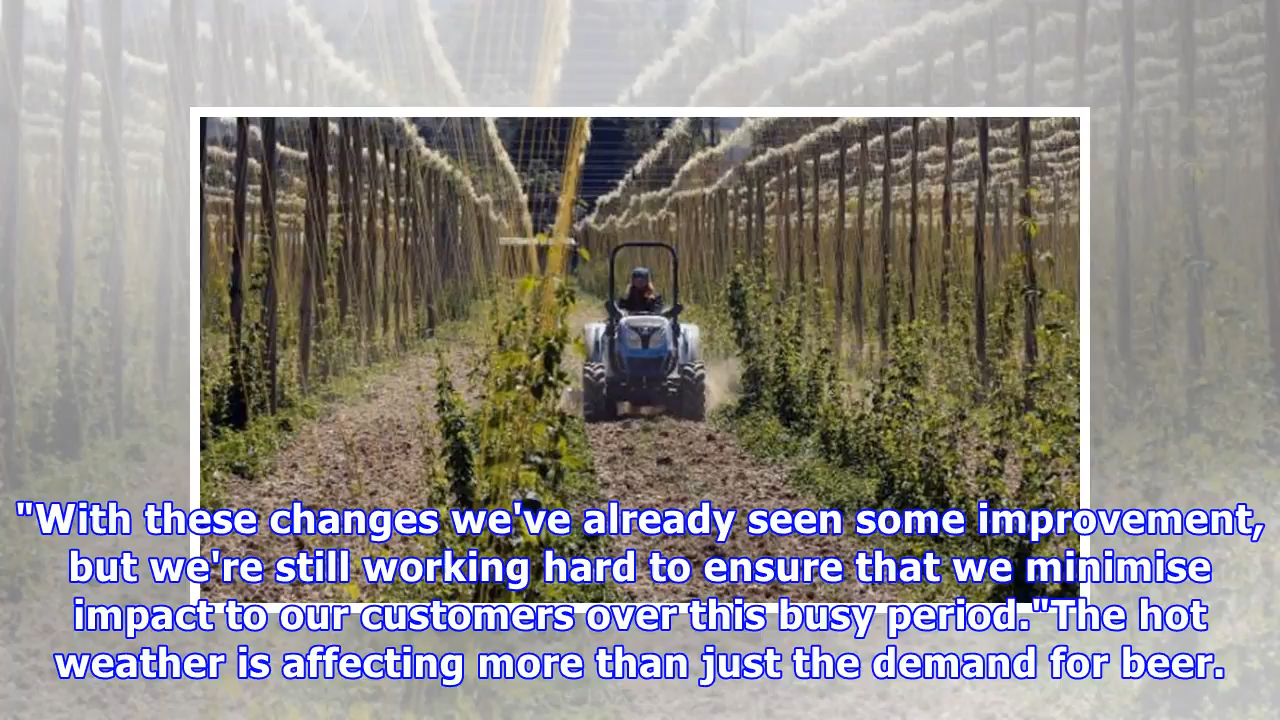 "With these changes we've already seen some improvement,
but we're still working hard to ensure that we minimise
impact to our customers over this busy period."The hot
weather is affecting more than just the demand for beer.